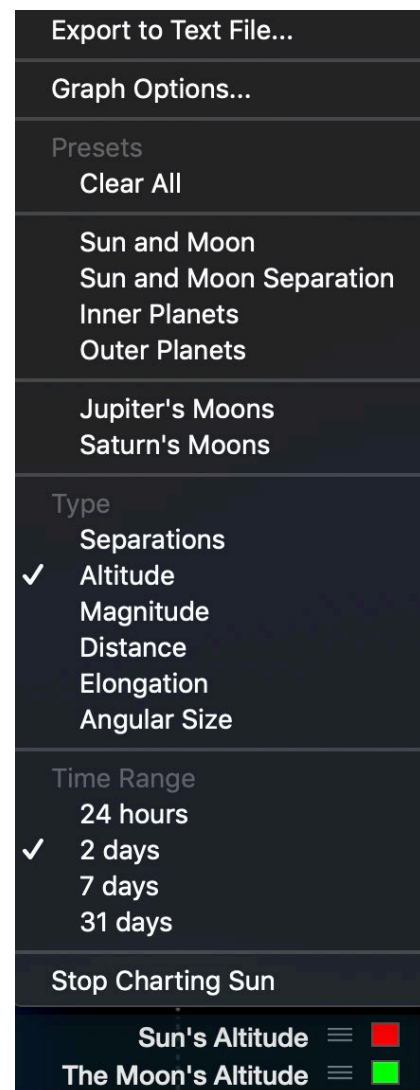 Export to Text File...
Graph Options...
Presets
Clear All
Sun and Moon
Sun and Moon Separation
Inner Planets
Outer Planets
Jupiter's Moons
Saturn's Moons
Type
Separations
✓ Altitude
Magnitude
Distance
Elongation
Angular Size
Time Range
24 hours
✓ 2 days
7 days
31 days
Stop Charting Sun
Sun's Altitude
The Moon's Altitude